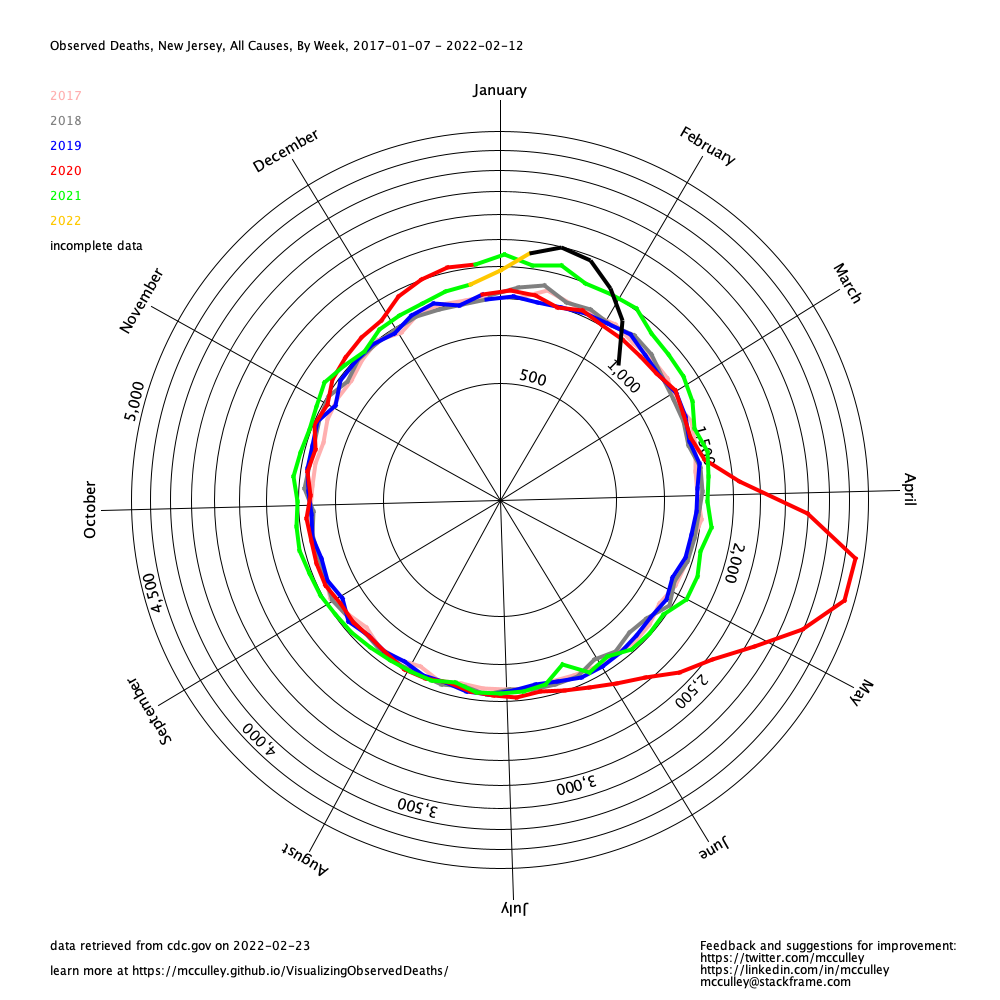 Observed Deaths, New Jersey, All Causes, By Week, 2017-01-07 - 2022-02-12
January
2017
2018
2019
2020
2021
2022
incomplete data
December
February
November
March
500
1,000
5,000
1,500
October
April
2,000
4,500
September
May
2,500
4,000
3,000
3,500
August
June
July
data retrieved from cdc.gov on 2022-02-23
learn more at https://mcculley.github.io/VisualizingObservedDeaths/
Feedback and suggestions for improvement:
https://twitter.com/mcculley
https://linkedin.com/in/mcculley
mcculley@stackframe.com